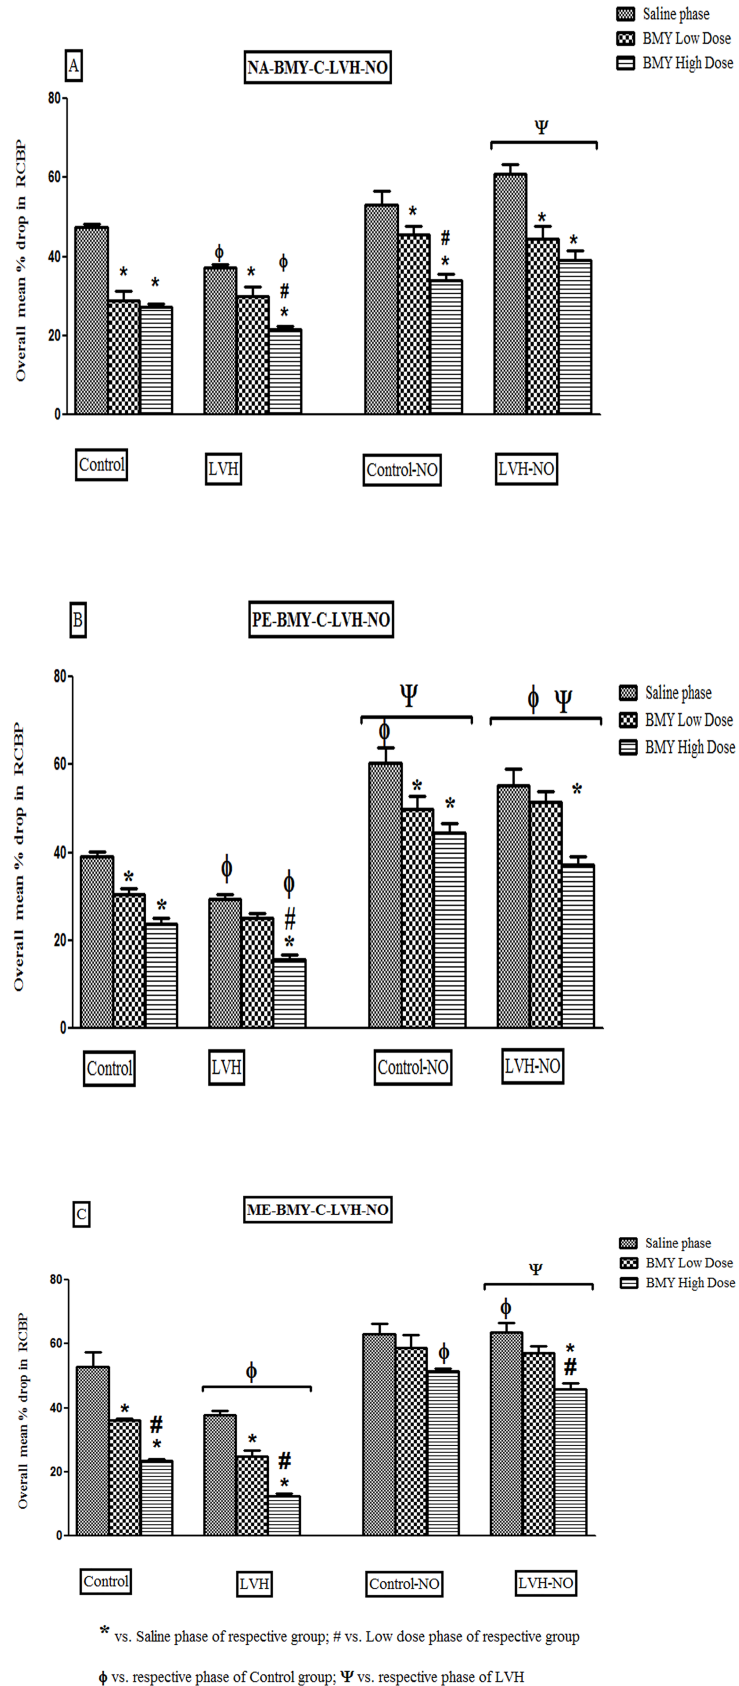 Saline phase
BMY Low Dose
BMY High Dose
A
NA-BMY-C-LVH-NO
Overall mean % drop in RCBP
80
60
40
20
0
* *
ϕ * ϕ # *
* # *
Ψ
* *
Control
LVH
Control-NO
LVH-NO
B
PE-BMY-C-LVH-NO
Saline phase
BMY Low Dose
BMY High Dose
Overall mean % drop in RCBP
80
60
40
20
0
* *
ϕ ϕ # *
Ψ
ϕ * *
ϕ Ψ
*
Control
LVH
Control-NO
LVH-NO
C
ME-BMY-C-LVH-NO
Saline phase
BMY Low Dose
BMY High Dose
Overall mean % drop in RCBP
80
60
40
20
0
* # *
ϕ
* # *
ϕ
Ψ
ϕ * #
Control
LVH
Control-NO
LVH-NO
* vs. Saline phase of respective group; # vs. Low dose phase of respective group
ϕ vs. respective phase of Control group; Ψ vs. respective phase of LVH